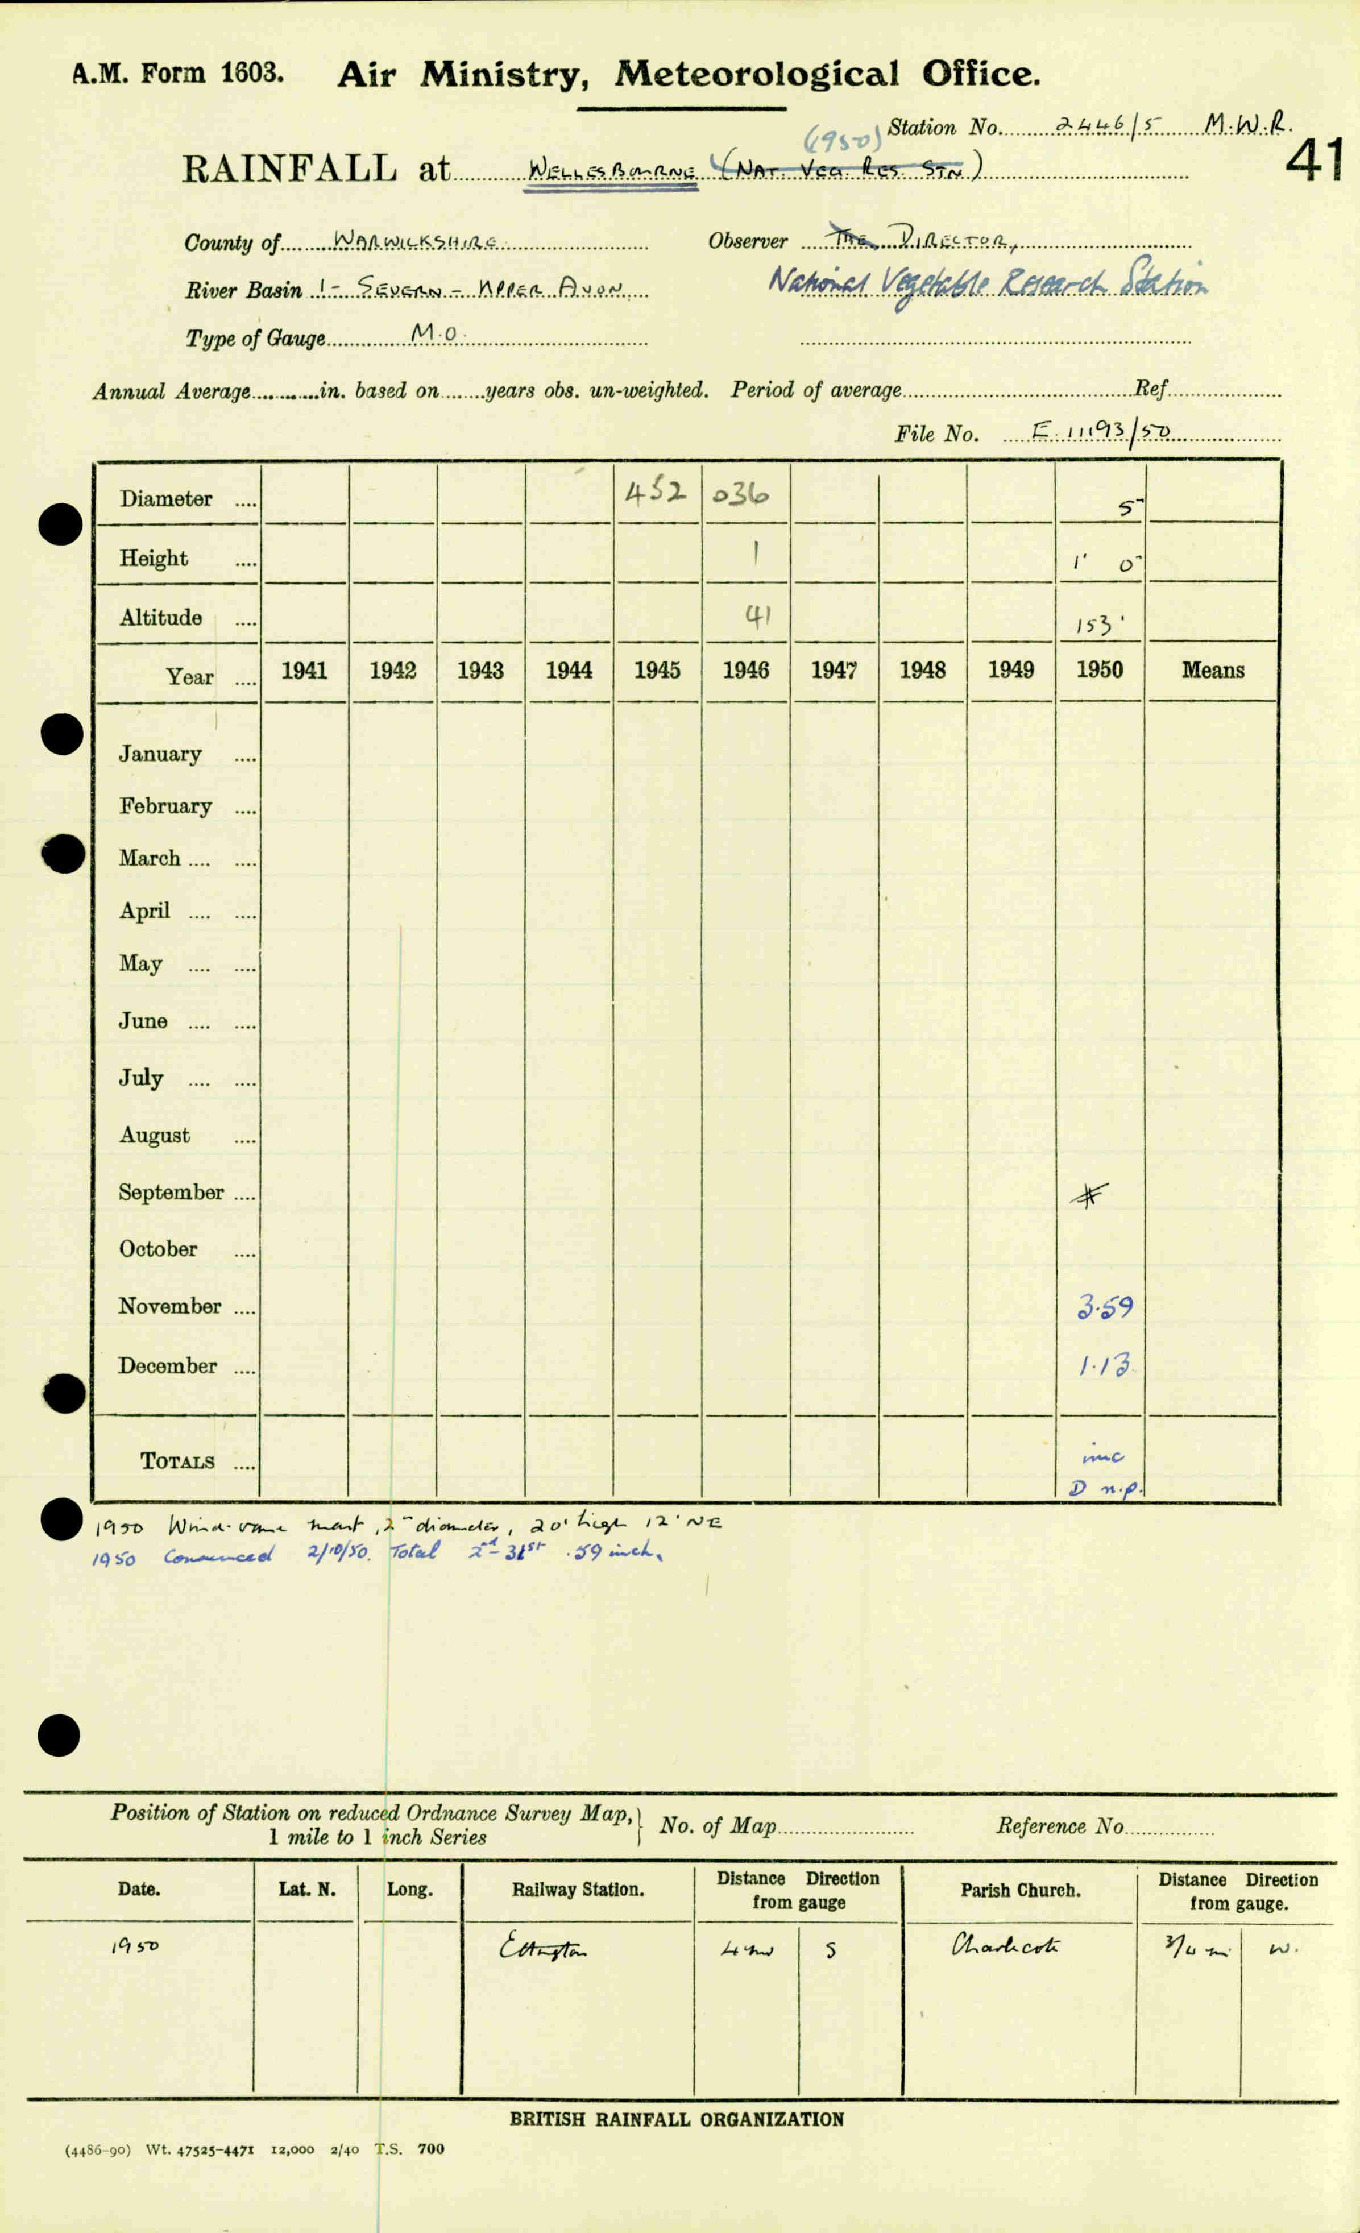 A.M. Form 1603. Air Ministry, Meteorological Office.
(1950) Station No. 2446/5 M.W.R.
41
RAINFALL at WELLESBOURNE (NAT. VEG. RES. STN)
County of WARWICKSHIRE. Observer THE DIRECTOR,
River Basin 1- SEVERN - UPPER AVON National Vegetable Research Station
Type of Gauge M.O.
Annual Average in. based on years obs. un-weighted. Period of average Ref.
File No. E 11193/50
Diameter .... 452 036 5"
Height .... 1 1' 0"
Altitude .... 41 153'
Year .... 1941 1942 1943 1944 1945 1946 1947 1948 1949 1950 Means
January ....
February ....
March .... ....
April .... ....
May .... ....
June .... ....
July .... ....
August ....
September .... *
October ....
November .... 3.59
December .... 1.13
TOTALS .... inc
D n.p.
1950 Wind-vane mast, 2" diameter, 20' high 12' NE
1950 Commenced 2/10/50. Total 2nd-31st .59 inch.
Position of Station on reduced Ordnance Survey Map, } No. of Map Reference No.
1 mile to 1 inch Series
Date. Lat. N. Long. Railway Station. Distance Direction from gauge Parish Church. Distance Direction from gauge.
1950 Ettington 4 mi S Charlecote 3/4 mi W.
BRITISH RAINFALL ORGANIZATION
(4486-90) Wt. 47525-4471 12,000 2/40 T.S. 700